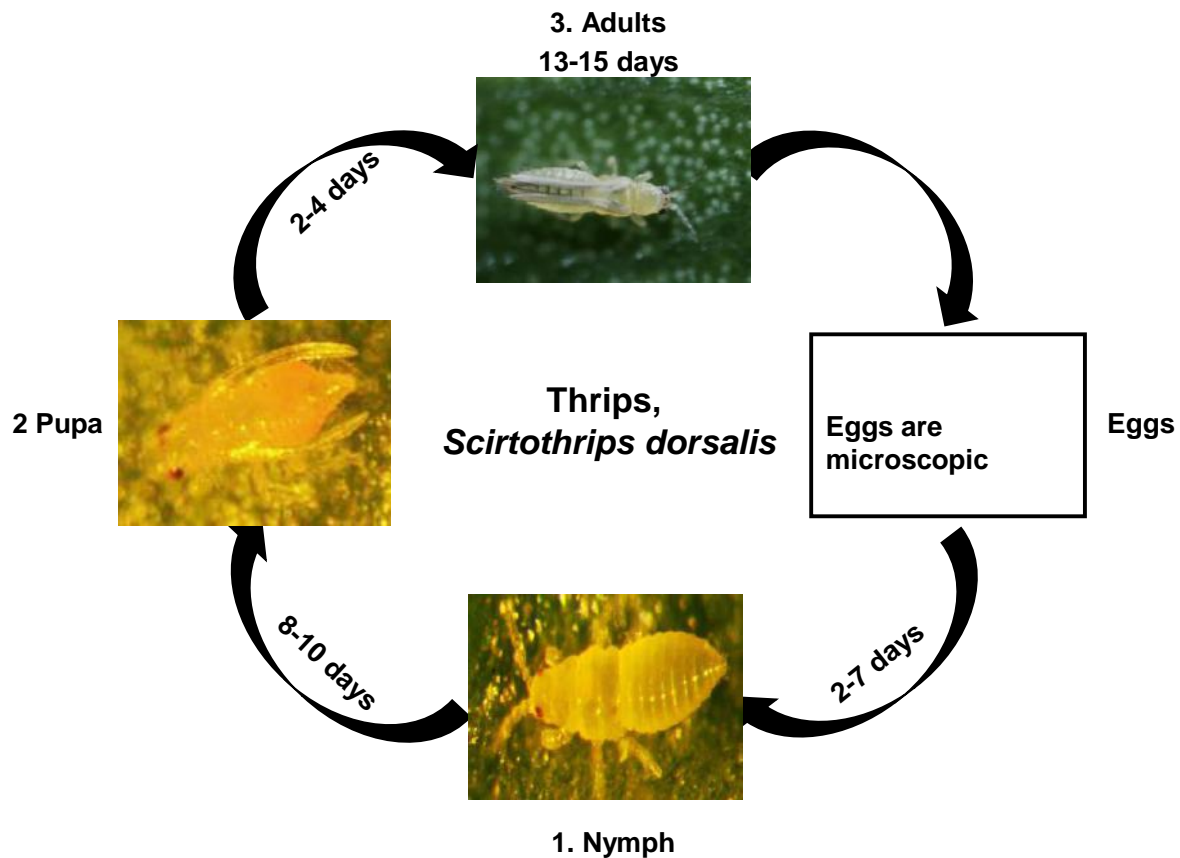 3. Adults
13-15 days
2-4 days
2 Pupa
Thrips,
Scirtothrips dorsalis
Eggs are
microscopic
Eggs
8-10 days
2-7 days
1. Nymph